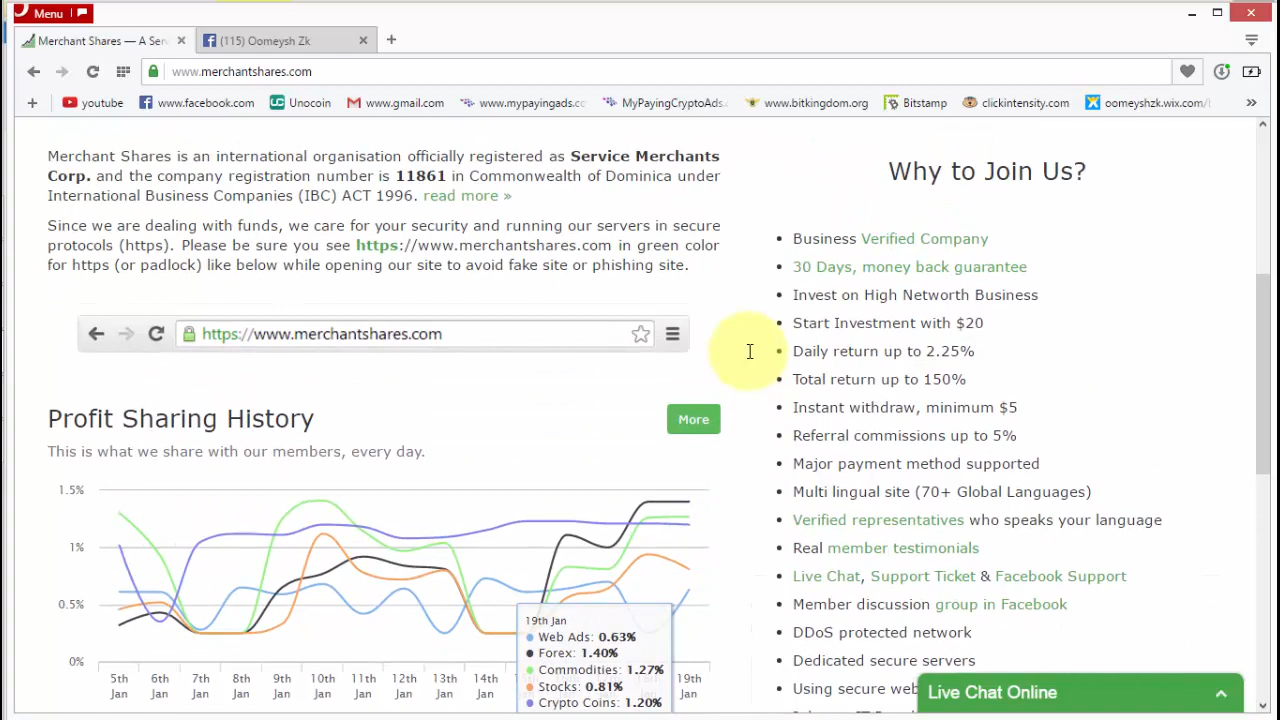 Menu
Merchant Shares — A Ser
(115) Oomeysh Zk
www.merchantshares.com
youtube
www.facebook.com
Unocoin
www.gmail.com
www.mypayingads.cc
MyPayingCryptoAds.
www.bitkingdom.org
Bitstamp
clickintensity.com
oomeyshzk.wix.com/
Merchant Shares is an international organisation officially registered as Service Merchants
Corp. and the company registration number is 11861 in Commonwealth of Dominica under
International Business Companies (IBC) ACT 1996. read more »
Since we are dealing with funds, we care for your security and running our servers in secure
protocols (https). Please be sure you see https://www.merchantshares.com in green color
for https (or padlock) like below while opening our site to avoid fake site or phishing site.
https://www.merchantshares.com
Profit Sharing History
More
This is what we share with our members, every day.
1.5%
1%
0.5%
0%
5th Jan
6th Jan
7th Jan
8th Jan
9th Jan
10th Jan
11th Jan
12th Jan
13th Jan
14th Jan
19th Jan
19th Jan
Web Ads: 0.63%
Forex: 1.40%
Commodities: 1.27%
Stocks: 0.81%
Crypto Coins: 1.20%
Why to Join Us?
Business Verified Company
30 Days, money back guarantee
Invest on High Networth Business
Start Investment with $20
Daily return up to 2.25%
Total return up to 150%
Instant withdraw, minimum $5
Referral commissions up to 5%
Major payment method supported
Multi lingual site (70+ Global Languages)
Verified representatives who speaks your language
Real member testimonials
Live Chat, Support Ticket & Facebook Support
Member discussion group in Facebook
DDoS protected network
Dedicated secure servers
Using secure web
Live Chat Online